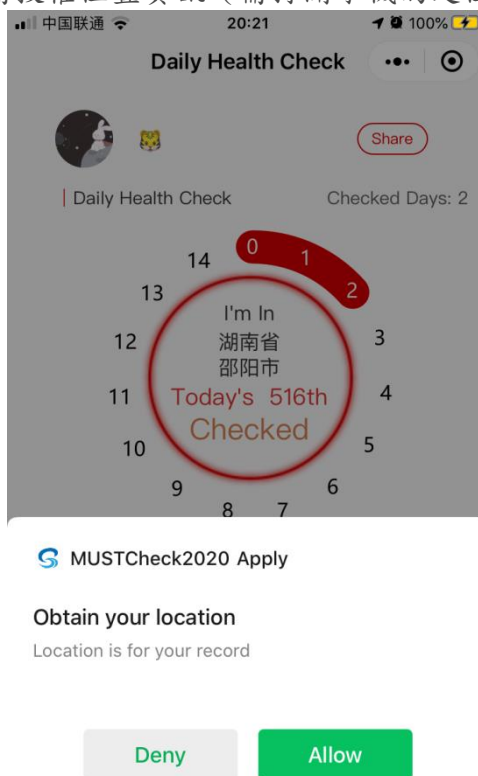 中国联通 20:21 100%
Daily Health Check
Share
Daily Health Check Checked Days: 2
0
1
2
3
4
5
6
7
8
9
10
11
12
13
14
I'm In
湖南省
邵阳市
Today's 516th
Checked
MUSTCheck2020 Apply
Obtain your location
Location is for your record
Deny Allow